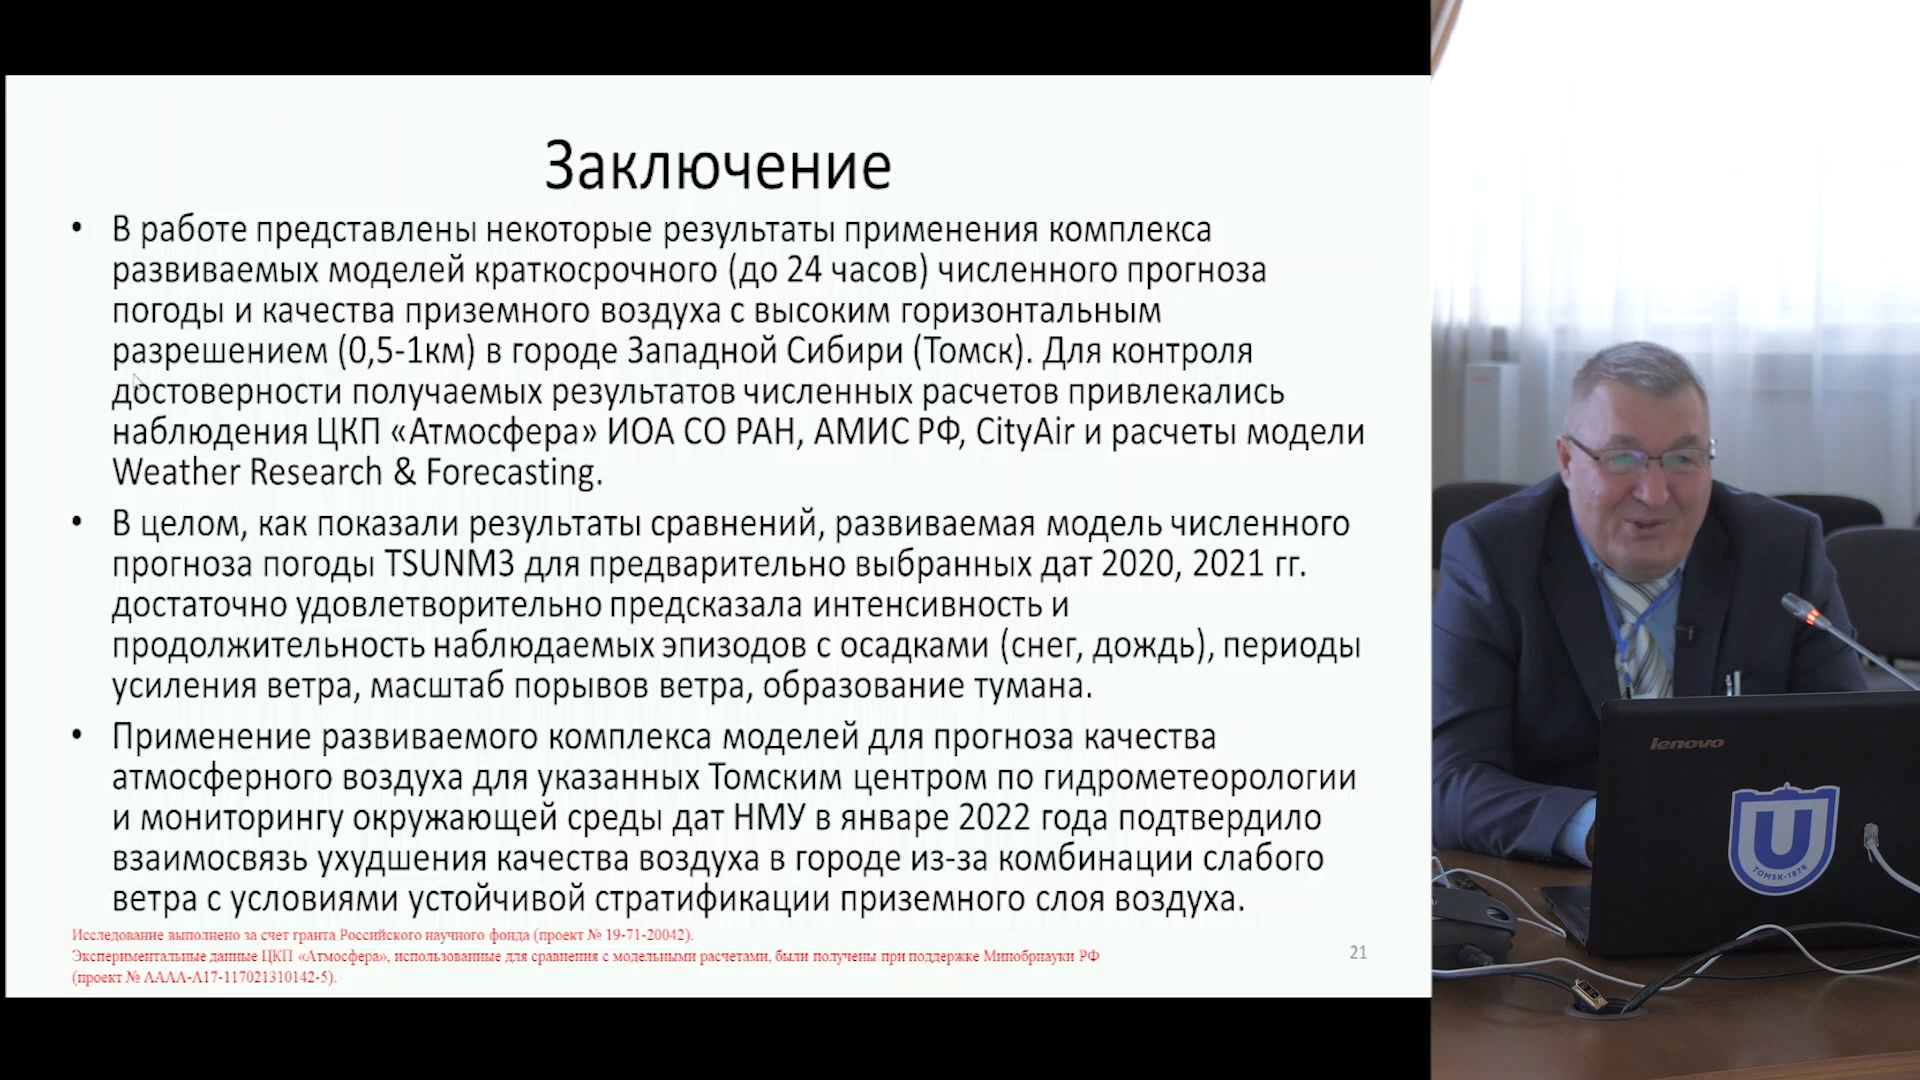 Заключение
• В работе представлены некоторые результаты применения комплекса
развиваемых моделей краткосрочного (до 24 часов) численного прогноза
погоды и качества приземного воздуха с высоким горизонтальным
разрешением (0,5-1км) в городе Западной Сибири (Томск). Для контроля
достоверности получаемых результатов численных расчетов привлекались
наблюдения ЦКП «Атмосфера» ИОА СО РАН, АМИС РФ, CityAir и расчеты модели
Weather Research & Forecasting.
• В целом, как показали результаты сравнений, развиваемая модель численного
прогноза погоды TSUNM3 для предварительно выбранных дат 2020, 2021 гг.
достаточно удовлетворительно предсказала интенсивность и
продолжительность наблюдаемых эпизодов с осадками (снег, дождь), периоды
усиления ветра, масштаб порывов ветра, образование тумана.
• Применение развиваемого комплекса моделей для прогноза качества
атмосферного воздуха для указанных Томским центром по гидрометеорологии
и мониторингу окружающей среды дат НМУ в январе 2022 года подтвердило
взаимосвязь ухудшения качества воздуха в городе из-за комбинации слабого
ветра с условиями устойчивой стратификации приземного слоя воздуха.
Исследование выполнено за счет гранта Российского научного фонда (проект № 19-71-20042).
Экспериментальные данные ЦКП «Атмосфера», использованные для сравнения с модельными расчетами, были получены при поддержке Минобрнауки РФ
(проект № АААА-А17-117021310142-5).
21
lenovo
U
TOMSK-1878